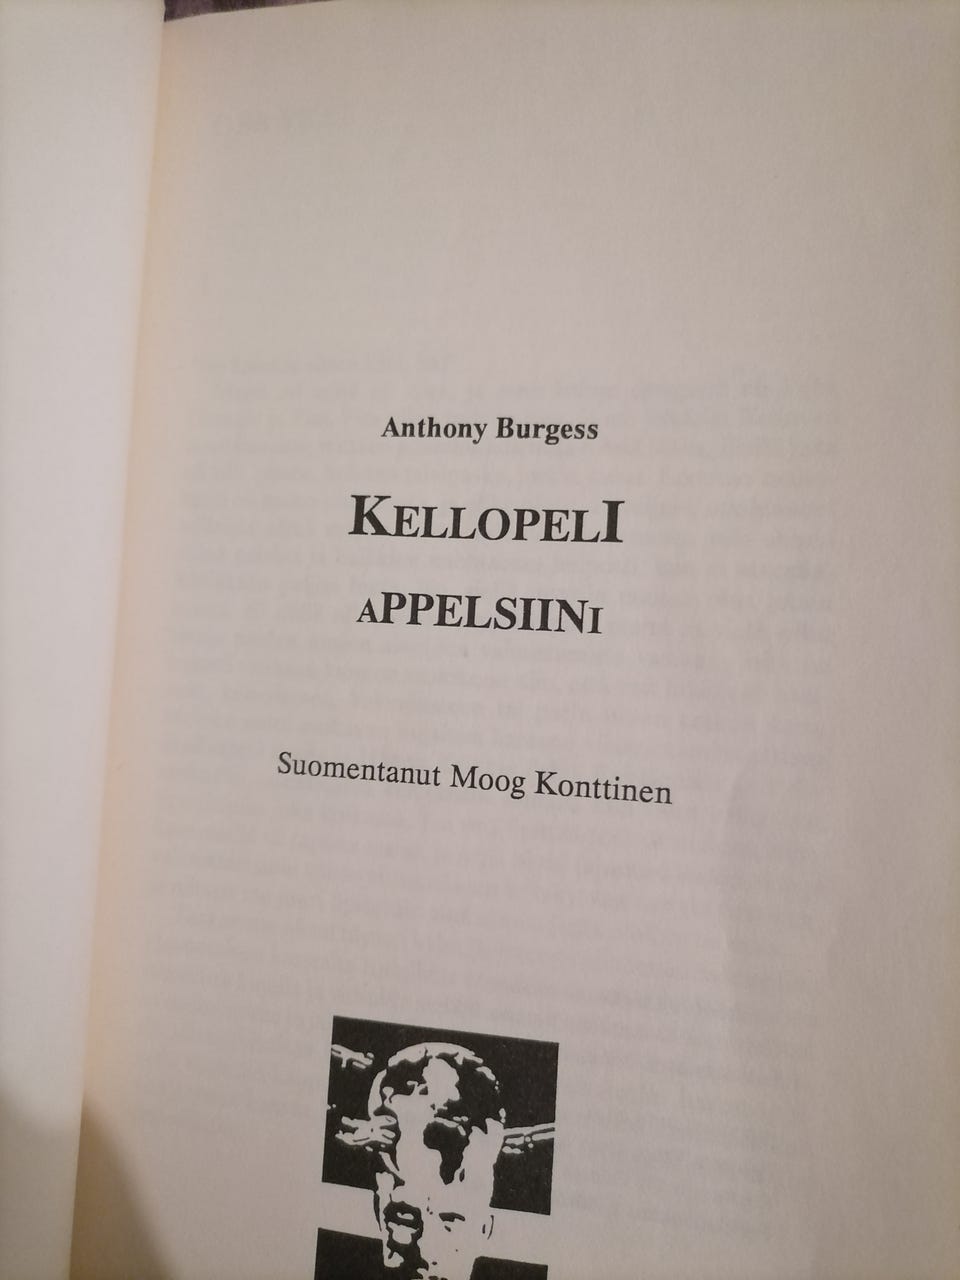 Anthony Burgess
KELLOPELI
APPELSIINI
Suomentanut Moog Konttinen